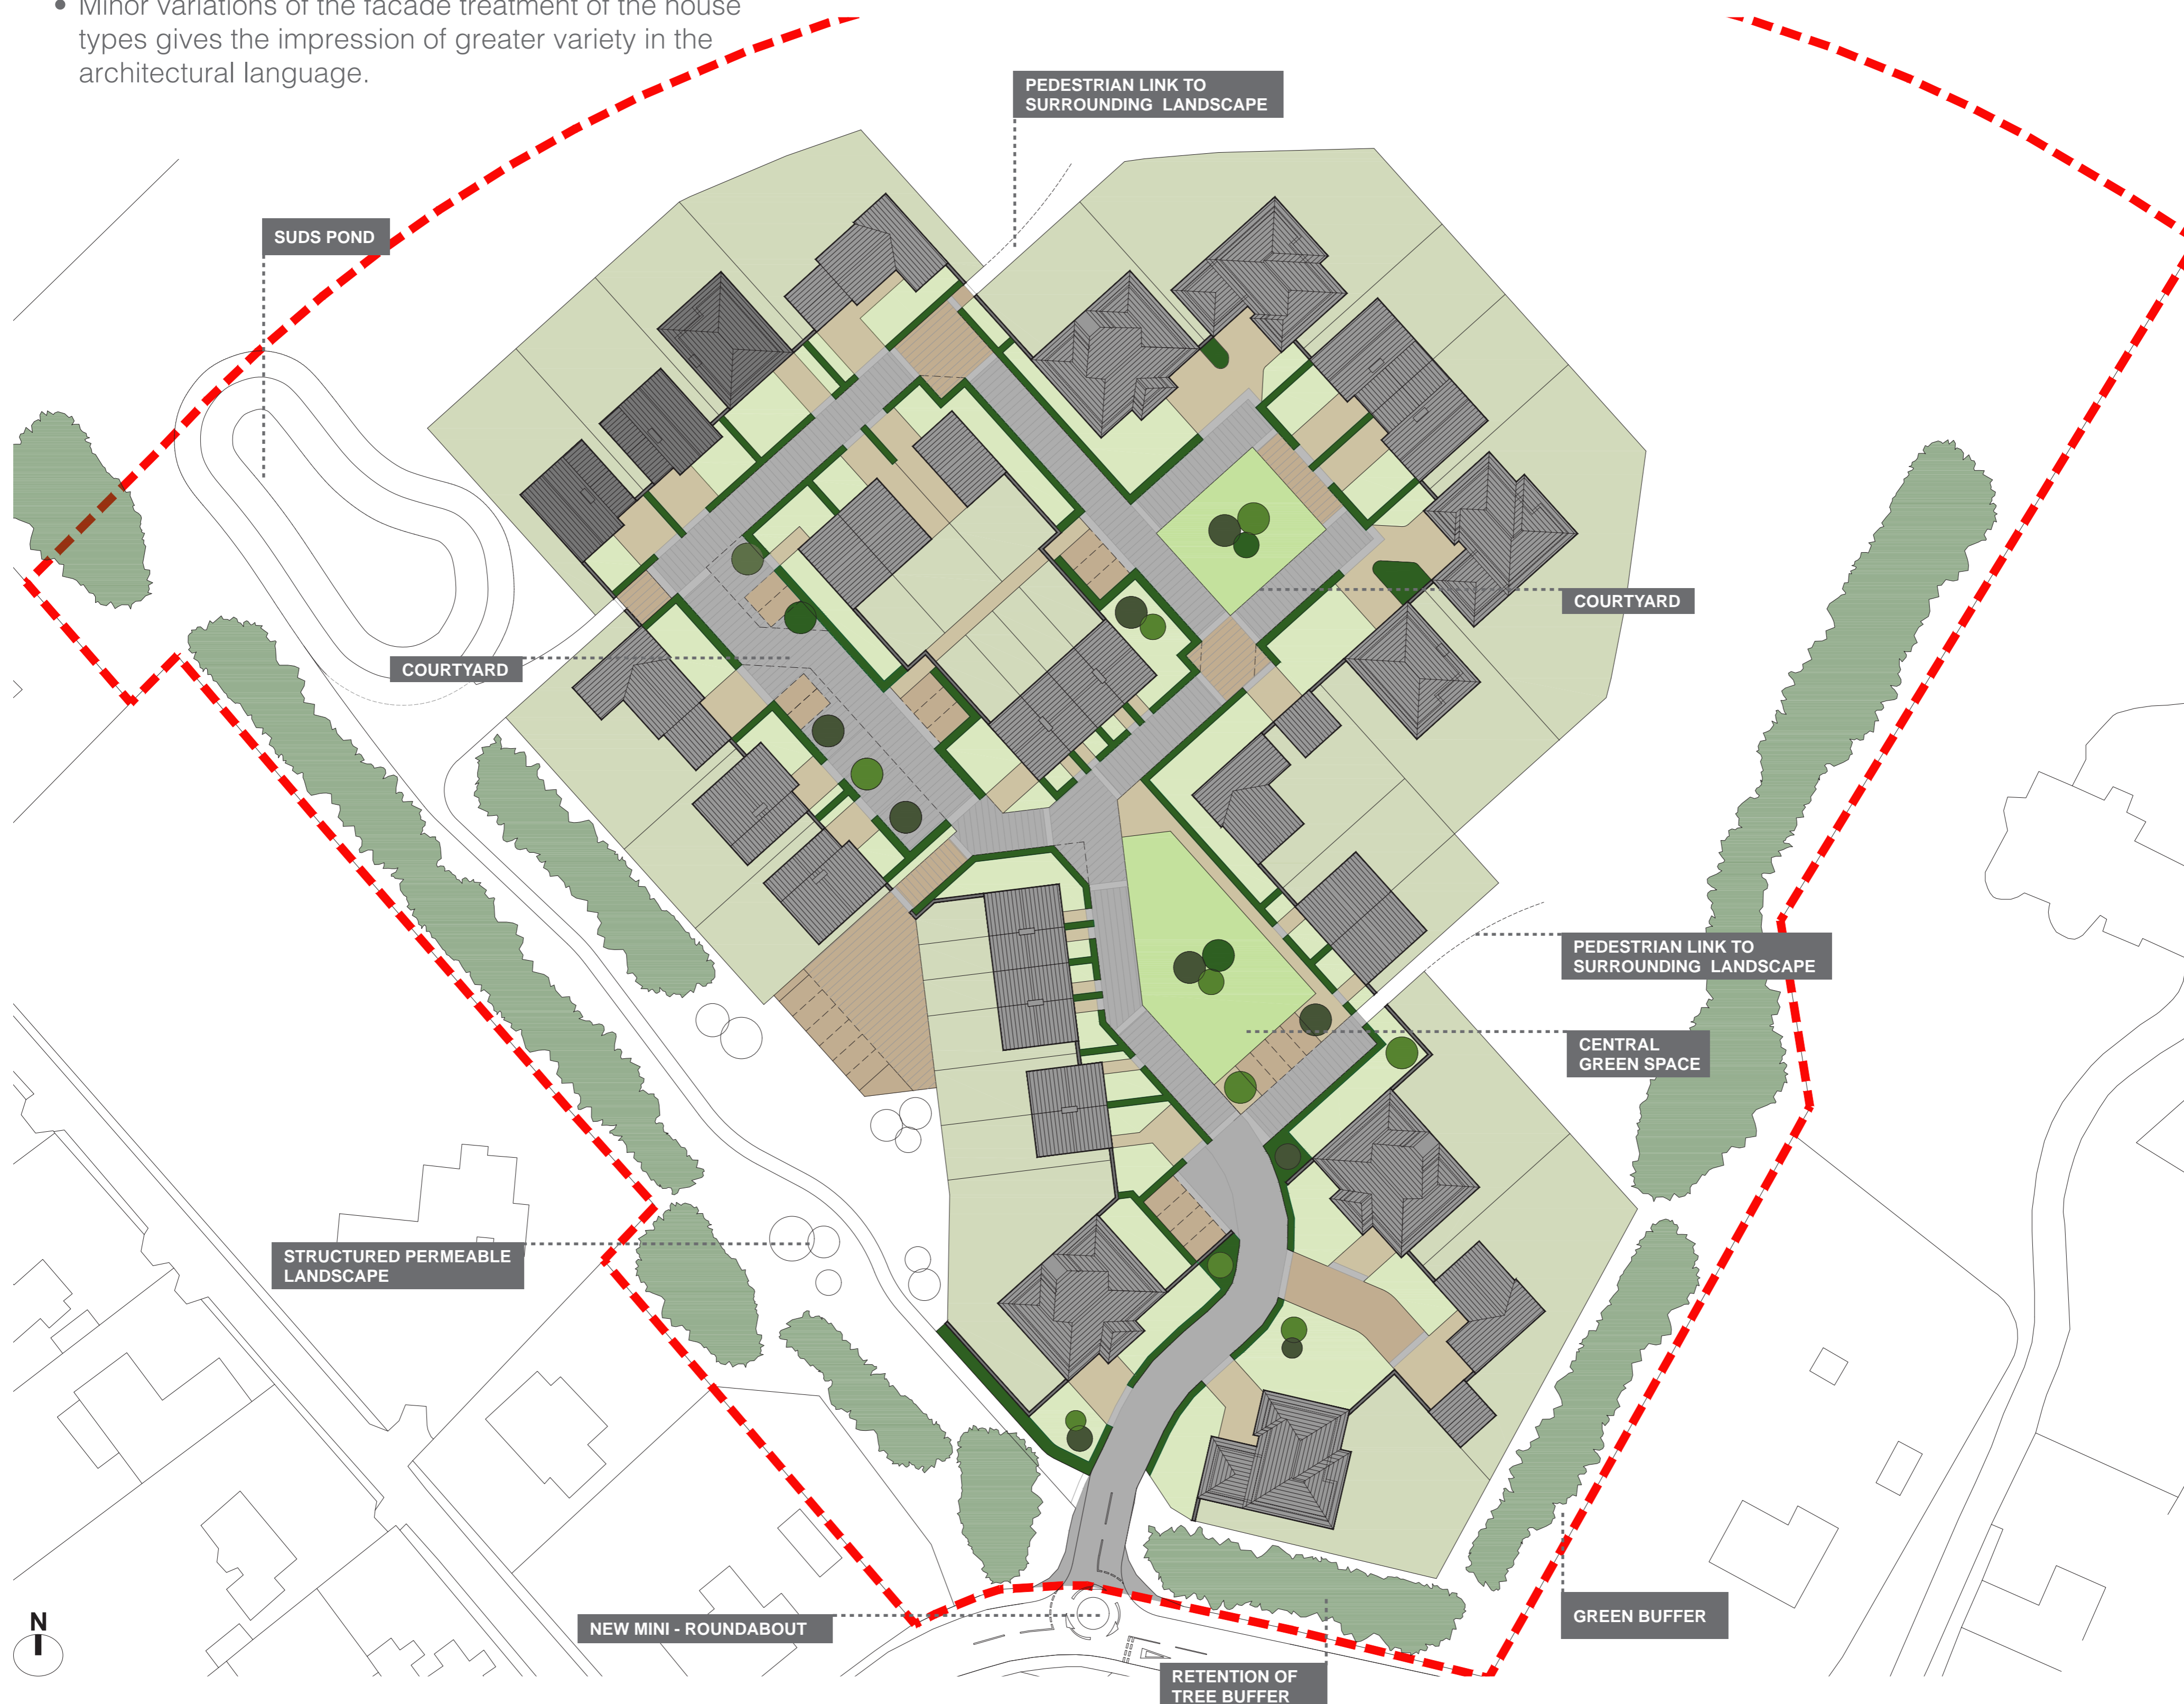 • Minor variations of the facade treatment of the house
types gives the impression of greater variety in the
architectural language.
PEDESTRIAN LINK TO
SURROUNDING LANDSCAPE
SUDS POND
COURTYARD
COURTYARD
PEDESTRIAN LINK TO
SURROUNDING LANDSCAPE
CENTRAL
GREEN SPACE
STRUCTURED PERMEABLE
LANDSCAPE
NEW MINI - ROUNDABOUT
GREEN BUFFER
RETENTION OF
TREE BUFFER
N